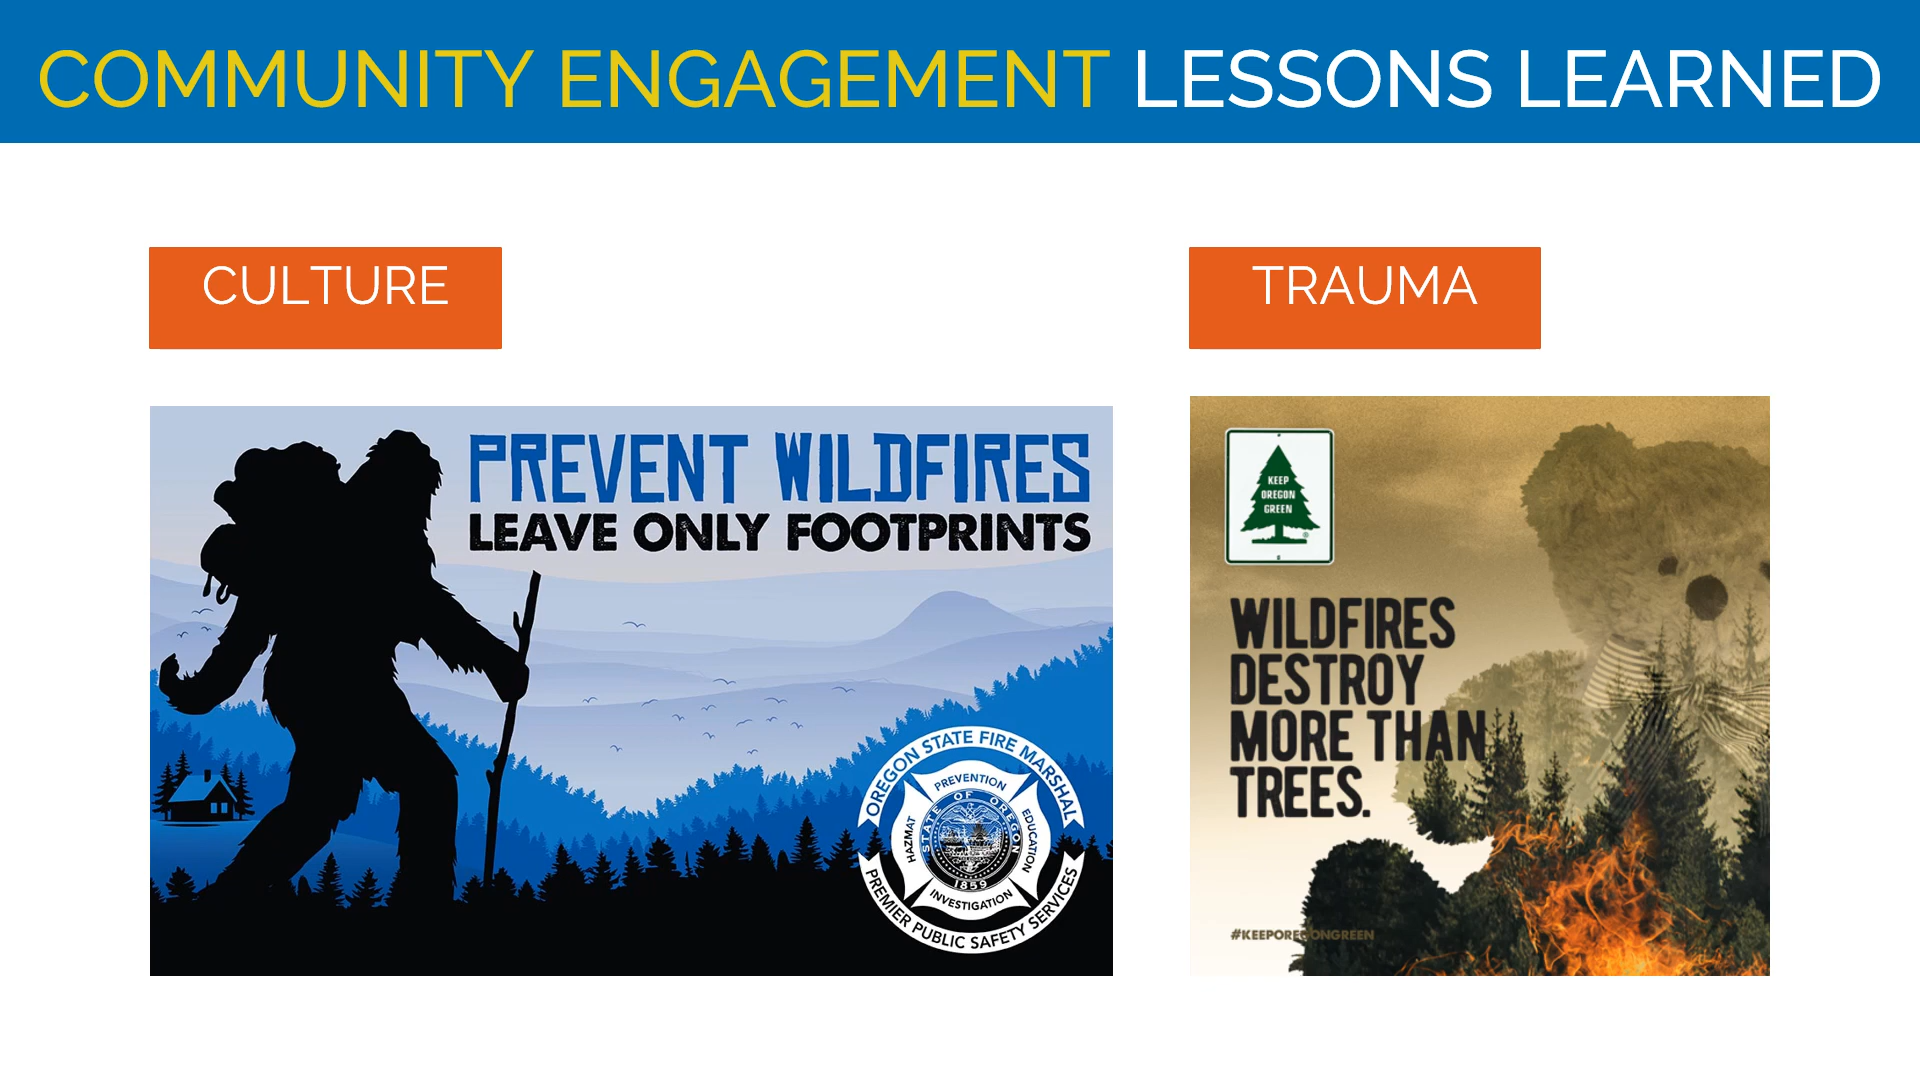 COMMUNITY ENGAGEMENT LESSONS LEARNED
CULTURE
TRAUMA
PREVENT WILDFIRES
LEAVE ONLY FOOTPRINTS
OREGON STATE FIRE MARSHAL
PREVENTION
HAZMAT
EDUCATION
STATE OF OREGON
1859
INVESTIGATION
PREMIER PUBLIC SAFETY SERVICES
KEEP
OREGON
GREEN
WILDFIRES
DESTROY
MORE THAN
TREES.
#KEEPOREGONGREEN